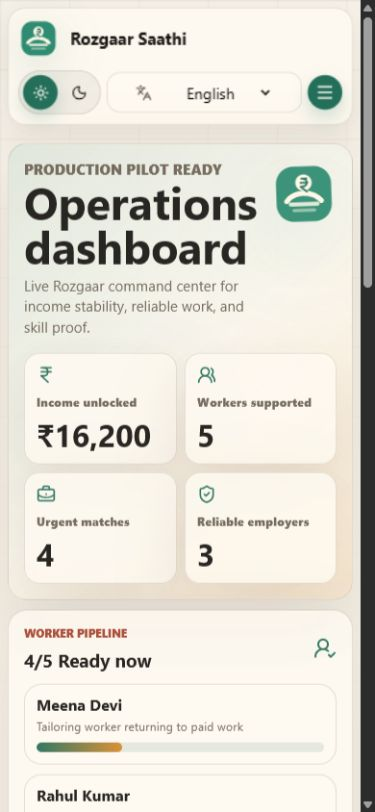 Rozgaar Saathi
English
PRODUCTION PILOT READY
Operations
dashboard
Live Rozgaar command center for
income stability, reliable work, and
skill proof.
Income unlocked
₹16,200
Workers supported
5
Urgent matches
4
Reliable employers
3
WORKER PIPELINE
4/5 Ready now
Meena Devi
Tailoring worker returning to paid work
Rahul Kumar